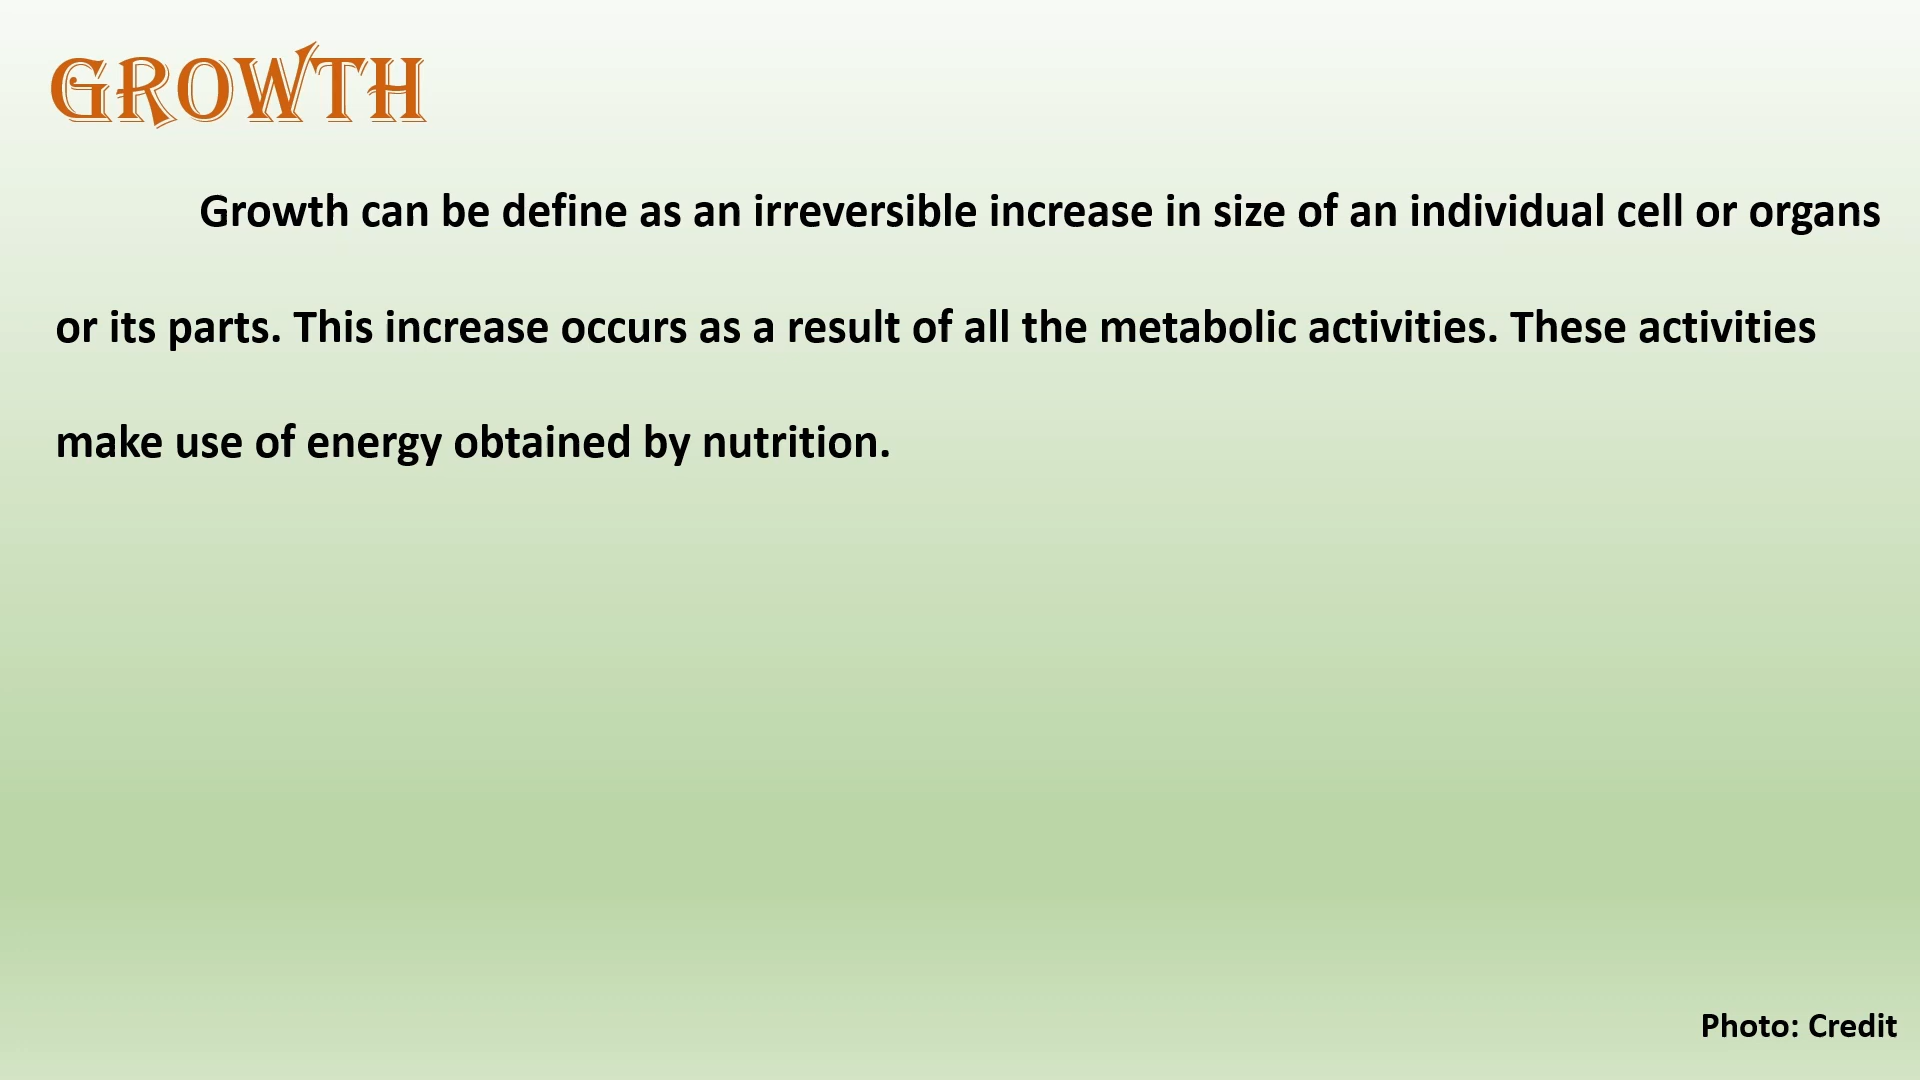 GROWTH
Growth can be define as an irreversible increase in size of an individual cell or organs
or its parts. This increase occurs as a result of all the metabolic activities. These activities
make use of energy obtained by nutrition.
Photo: Credit